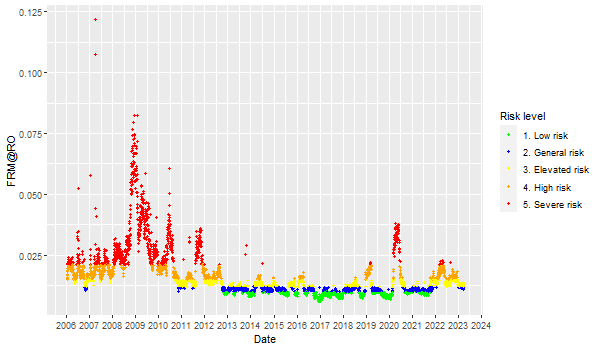 0.125
0.100
0.075
0.050
0.025
FRM@RO
2006 2007 2008 2009 2010 2011 2012 2013 2014 2015 2016 2017 2018 2019 2020 2021 2022 2023 2024
Date
Risk level
1. Low risk
2. General risk
3. Elevated risk
4. High risk
5. Severe risk